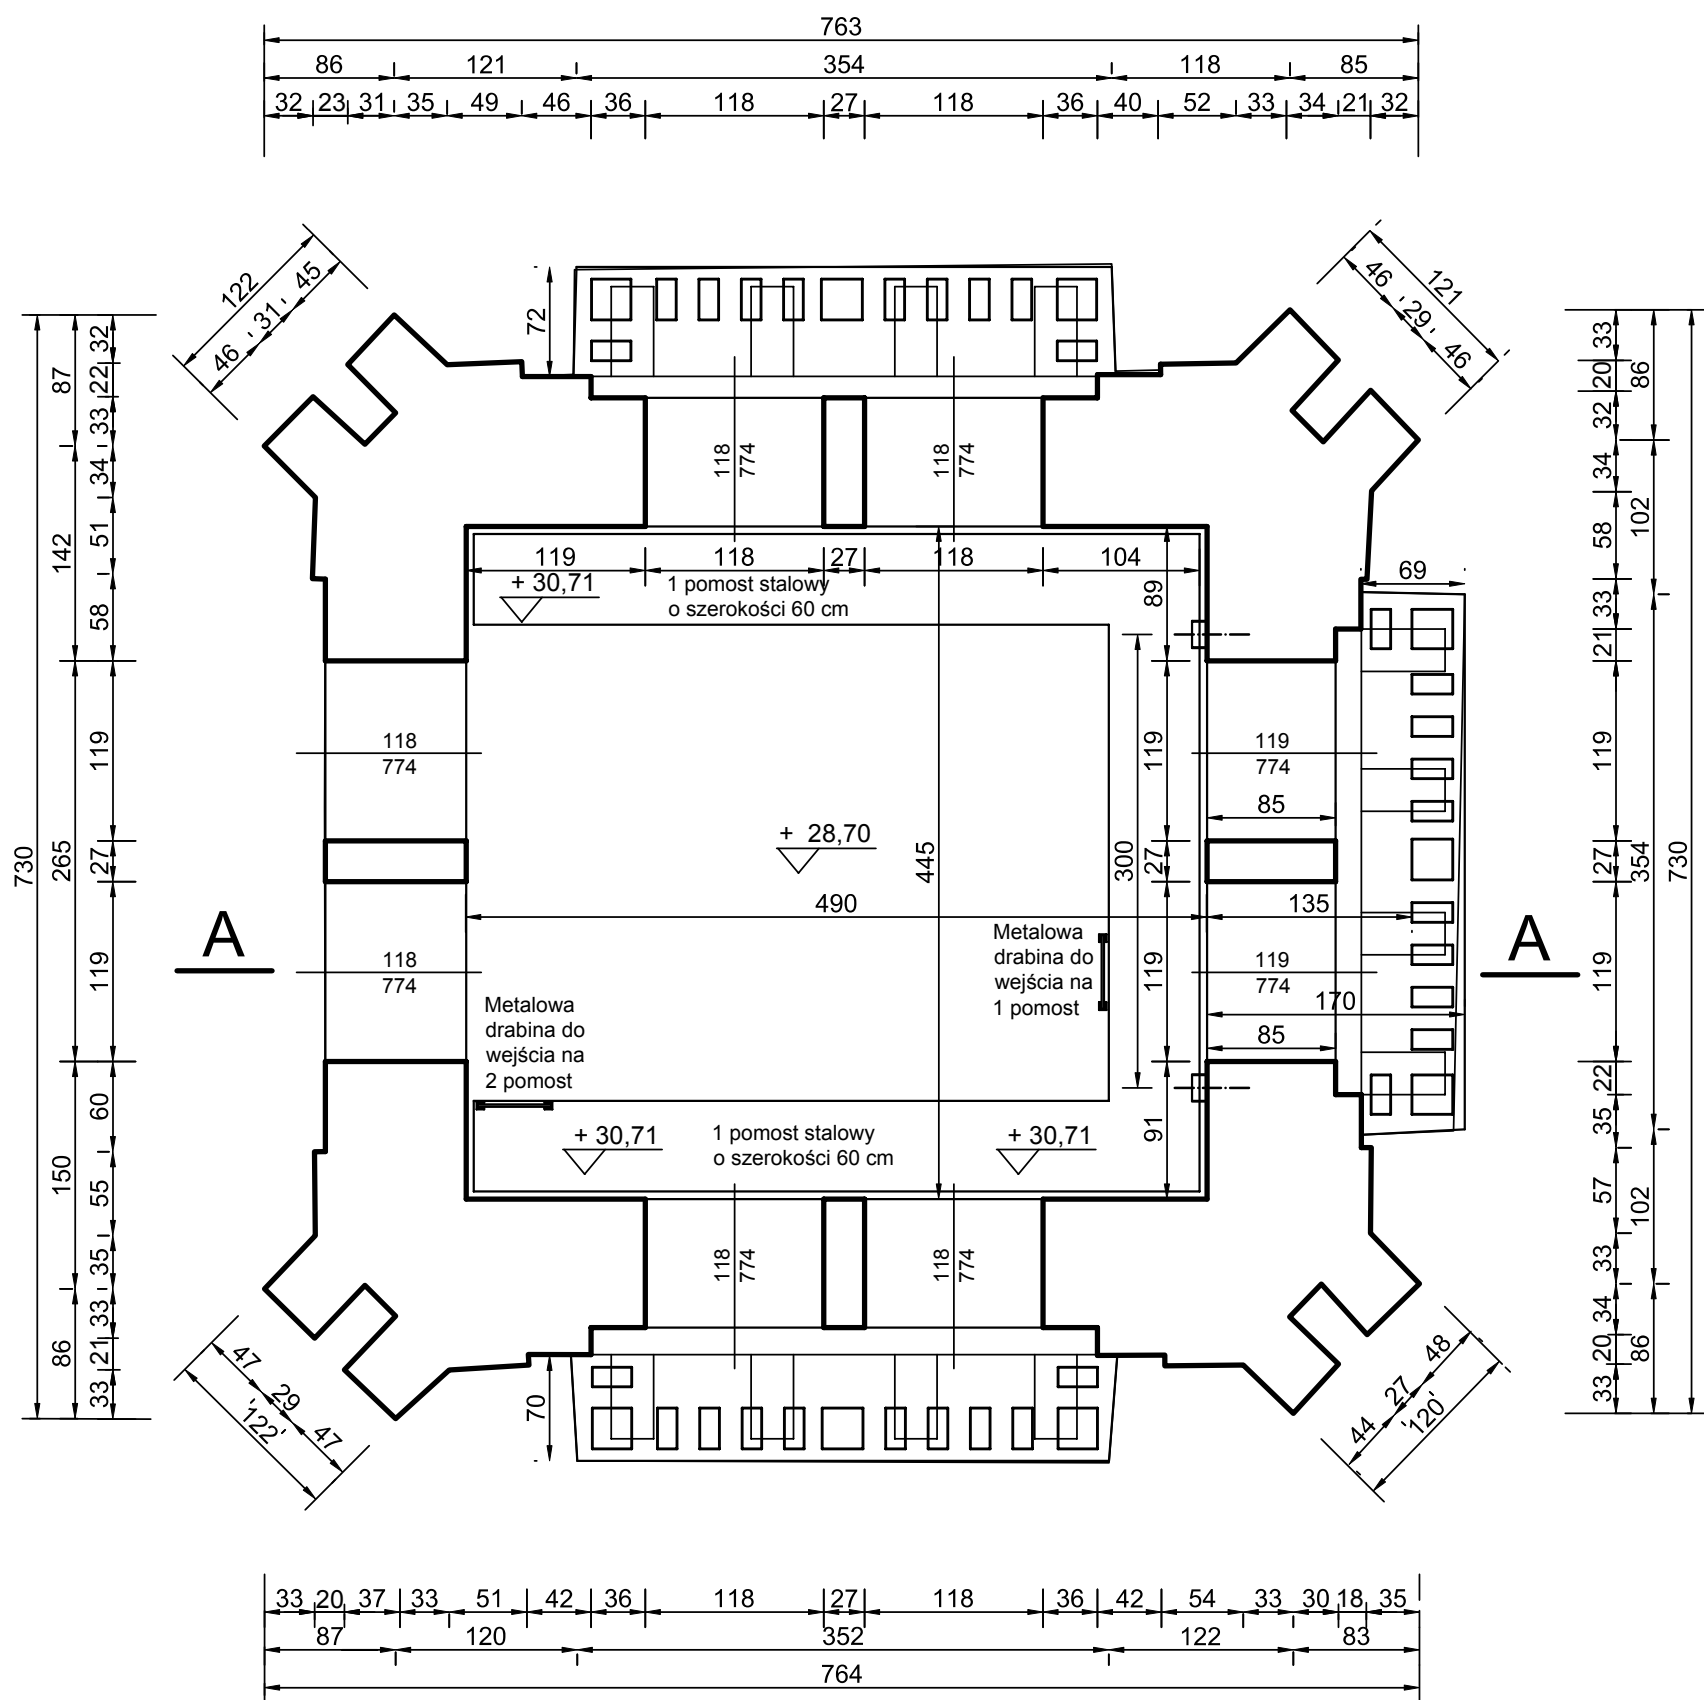 763
86 121 354 118 85
32 23 31 35 49 46 36 118 27 118 36 40 52 33 34 21 32
122
46 31 45
121
46 29 46
72
730
87 142 265 150 86
32 22 33 34 51 58 119 27 119 60 55 35 33 21 33
118
774
118
774
119 118 27 118 104
+ 30,71
1 pomost stalowy
o szerokości 60 cm
89
69
118
774
119
774
119
85
+ 28,70
445
300
27
490
135
A
A
Metalowa
drabina do
wejścia na
1 pomost
118
774
119
119
774
170
85
Metalowa
drabina do
wejścia na
2 pomost
+ 30,71
1 pomost stalowy
o szerokości 60 cm
+ 30,71
91
118
774
118
774
70
33 20 32 34 58 33 21 119 27 119 22 35 57 33 34 20 33
86 102 354 102 86
730
47 29 47
122
44 27 48
120
33 20 37 33 51 42 36 118 27 118 36 42 54 33 30 18 35
87 120 352 122 83
764